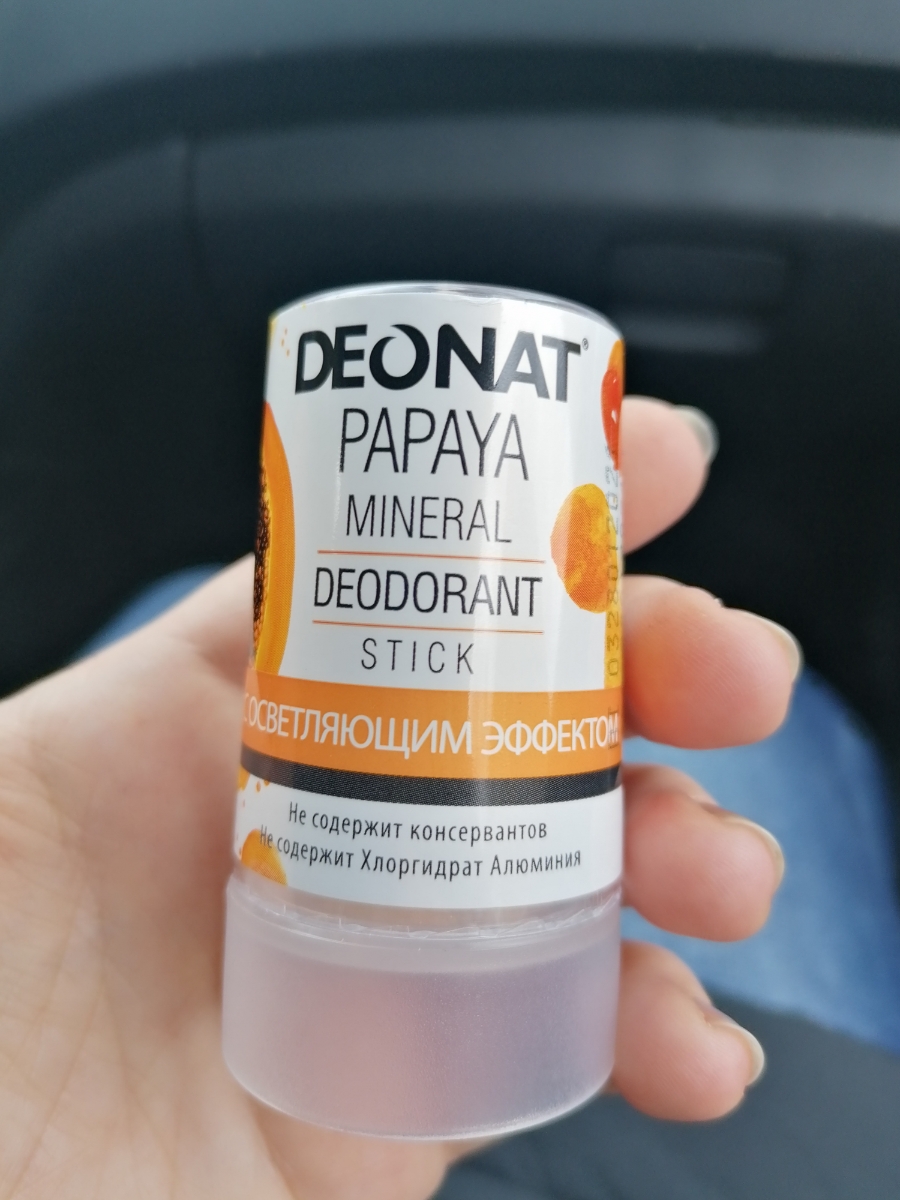 DEONAT®
PAPAYA
MINERAL
DEODORANT
STICK
С ОСВЕТЛЯЮЩИМ ЭФФЕКТОМ
Не содержит консервантов
Не содержит Хлоргидрат Алюминия